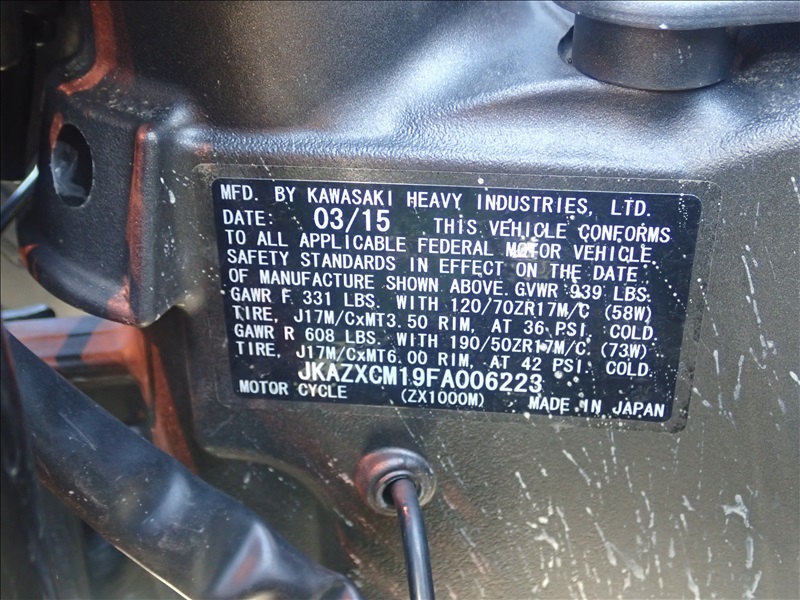 MFD. BY KAWASAKI HEAVY INDUSTRIES, LTD.
DATE: 03/15 THIS VEHICLE CONFORMS
TO ALL APPLICABLE FEDERAL MOTOR VEHICLE
SAFETY STANDARDS IN EFFECT ON THE DATE
OF MANUFACTURE SHOWN ABOVE. GVWR 939 LBS.
GAWR F 331 LBS. WITH 120/70ZR17M/C (58W)
TIRE, J17M/CxMT3.50 RIM, AT 36 PSI COLD.
GAWR R 608 LBS. WITH 190/50ZR17M/C (73W)
TIRE, J17M/CxMT6.00 RIM, AT 42 PSI COLD.
JKAZXCM19FA006223
MOTOR CYCLE (ZX1000M) MADE IN JAPAN